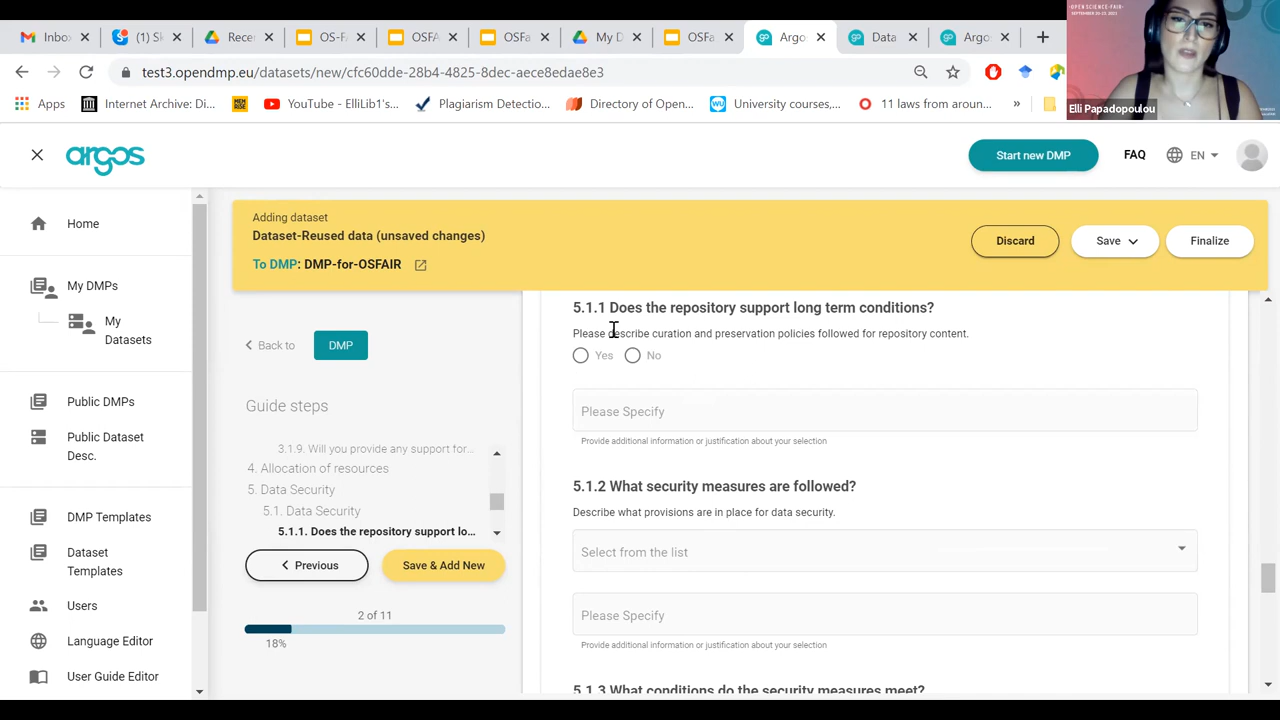 Inbo
(1) Sk
Rece
OS-F
OSFA
OSFa
My D
OSFa
Argo
Data
Argo
OPEN SCIENCE FAIR
test3.opendmp.eu/datasets/new/cfc60dde-28b4-4825-8dec-aece8edae8e3
Apps
Internet Archive: Di...
YouTube - ElliLib1's...
Plagiarism Detectio...
Directory of Open...
WU
University courses,...
11 laws from aroun...
»
Elli Papadopoulou
argos
Start new DMP
FAQ
EN
Home
My DMPs
My
Datasets
Public DMPs
Public Dataset
Desc.
DMP Templates
Dataset
Templates
Users
Language Editor
User Guide Editor
Adding dataset
Dataset-Reused data (unsaved changes)
To DMP: DMP-for-OSFAIR
Discard
Save
Finalize
Back to
DMP
Guide steps
3.1.9. Will you provide any support for...
4. Allocation of resources
5. Data Security
5.1. Data Security
5.1.1. Does the repository support lo...
Previous
Save & Add New
2 of 11
18%
5.1.1 Does the repository support long term conditions?
Please describe curation and preservation policies followed for repository content.
Yes
No
Please Specify
Provide additional information or justification about your selection
5.1.2 What security measures are followed?
Describe what provisions are in place for data security.
Select from the list
Please Specify
Provide additional information or justification about your selection
5.1.3 What conditions do the security measures meet?